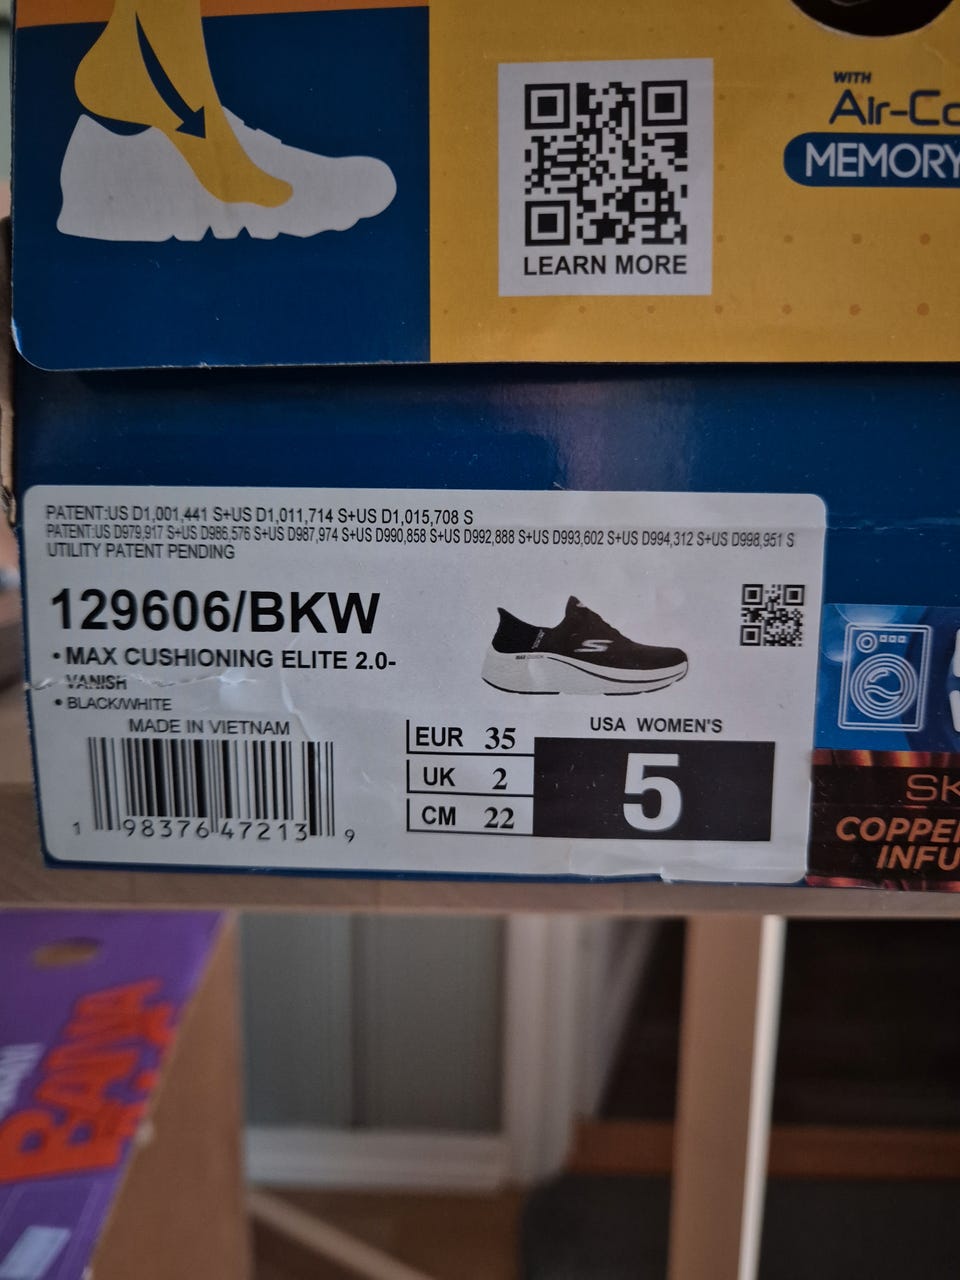 WITH
Air-Co
MEMORY
LEARN MORE
PATENT:US D1,001,441 S+US D1,011,714 S+US D1,015,708 S
PATENT:US D979,917 S+US D986,576 S+US D987,974 S+US D990,858 S+US D992,888 S+US D993,602 S+US D994,312 S+US D998,951 S
UTILITY PATENT PENDING
129606/BKW
• MAX CUSHIONING ELITE 2.0-
VANISH
• BLACK/WHITE
MADE IN VIETNAM
1 98376 47213 9
EUR 35
UK 2
CM 22
USA WOMEN'S
5
SK
COPPE
INFU